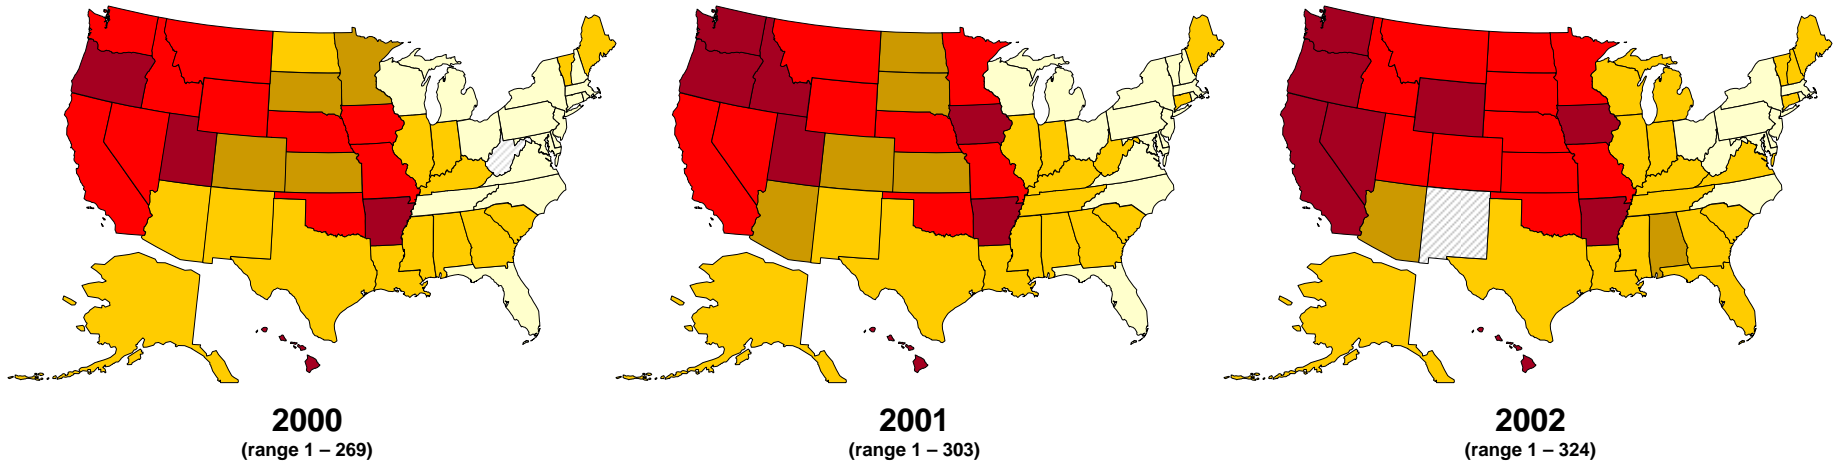 2000
(range 1 – 269)
2001
(range 1 – 303)
2002
(range 1 – 324)